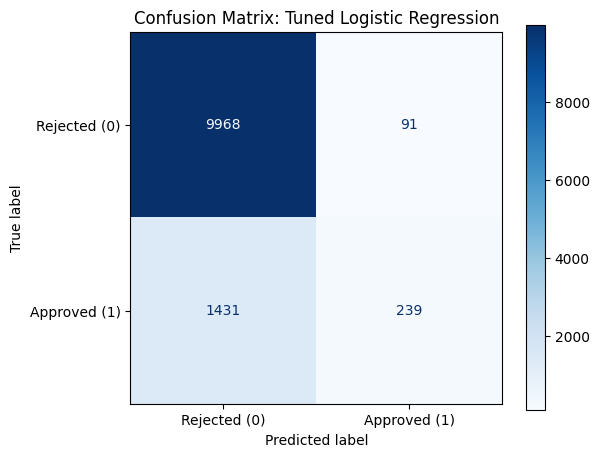 Confusion Matrix: Tuned Logistic Regression
True label
Rejected (0)
9968
91
Approved (1)
1431
239
Rejected (0)
Approved (1)
Predicted label
8000
6000
4000
2000